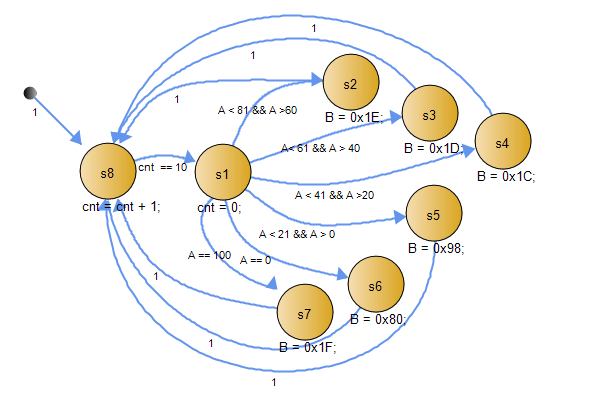 1
1
1
s2
A < 81 && A >60
B = 0x1E;
s3
1
cnt == 10
A< 61 && A > 40
B = 0x1D;
s4
s8
s1
B = 0x1C;
cnt = cnt + 1;
cnt = 0;
A < 41 && A >20
s5
A < 21 && A > 0
B = 0x98;
A == 100
A == 0
1
s6
s7
B = 0x80;
B = 0x1F;
1
1